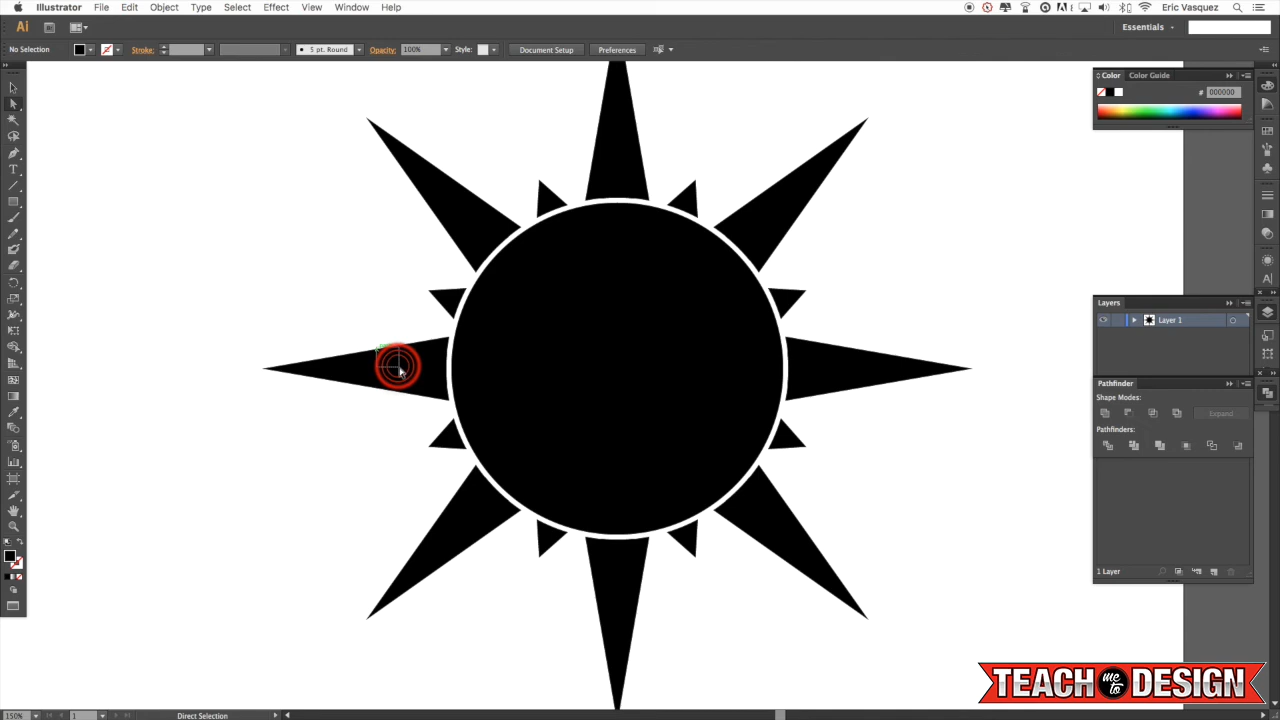 Illustrator File Edit Object Type Select Effect View Window Help Eric Vasquez
Ai Essentials
No Selection Stroke: 5 pt. Round Opacity: 100% Style: Document Setup Preferences
Color Color Guide
# 000000
Layers
Layer 1
Pathfinder
Shape Modes:
Expand
Pathfinders:
1 Layer
TEACH me to DESIGN
150% 1 Direct Selection